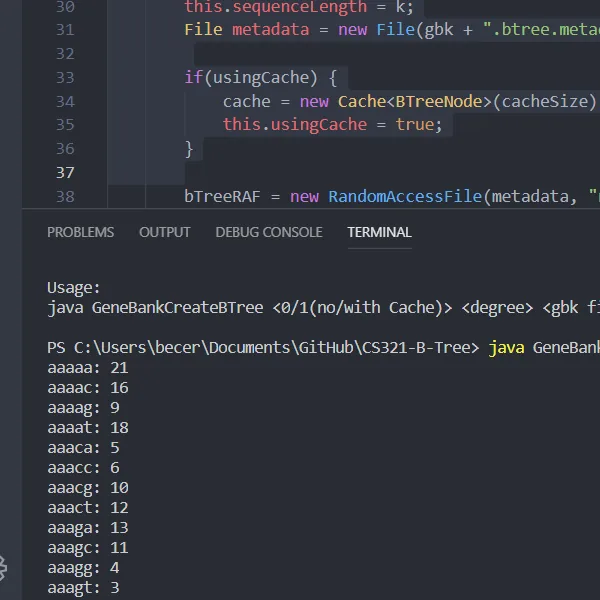 30 this.sequenceLength = k;
31 File metadata = new File(gbk + ".btree.meta
32
33 if(usingCache) {
34 cache = new Cache<BTreeNode>(cacheSize)
35 this.usingCache = true;
36 }
37
38 bTreeRAF = new RandomAccessFile(metadata, "
PROBLEMS OUTPUT DEBUG CONSOLE TERMINAL
Usage:
java GeneBankCreateBTree <0/1(no/with Cache)> <degree> <gbk fi
PS C:\Users\becer\Documents\GitHub\CS321-B-Tree> java GeneBank
aaaaa: 21
aaaac: 16
aaaag: 9
aaaat: 18
aaaca: 5
aaacc: 6
aaacg: 10
aaact: 12
aaaga: 13
aaagc: 11
aaagg: 4
aaagt: 3